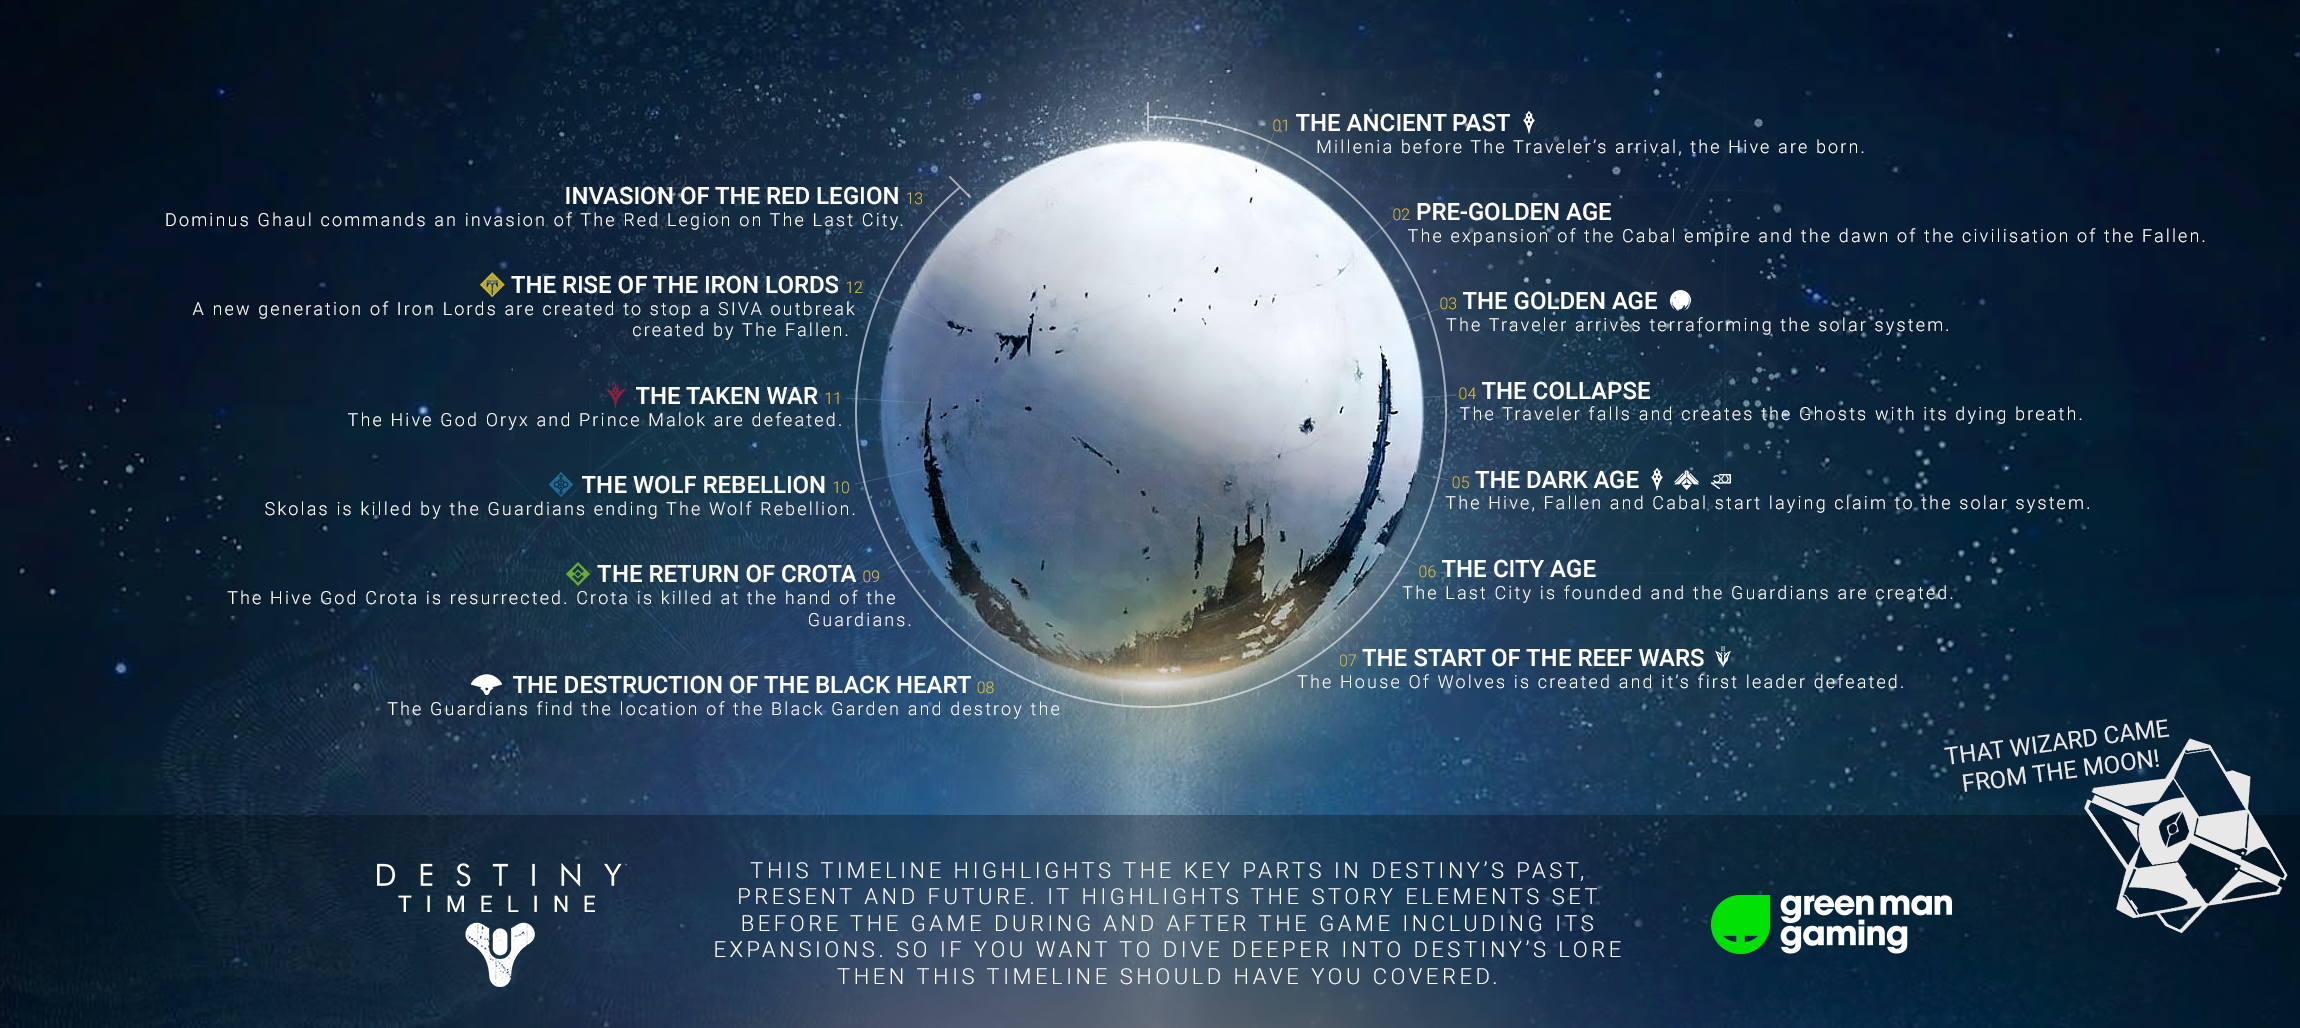 01 THE ANCIENT PAST
Millenia before The Traveler's arrival, the Hive are born.
02 PRE-GOLDEN AGE
The expansion of the Cabal empire and the dawn of the civilisation of the Fallen.
03 THE GOLDEN AGE
The Traveler arrives terraforming the solar system.
04 THE COLLAPSE
The Traveler falls and creates the Ghosts with its dying breath.
05 THE DARK AGE
The Hive, Fallen and Cabal start laying claim to the solar system.
06 THE CITY AGE
The Last City is founded and the Guardians are created.
07 THE START OF THE REEF WARS
The House Of Wolves is created and it's first leader defeated.
THE DESTRUCTION OF THE BLACK HEART 08
The Guardians find the location of the Black Garden and destroy the
THE RETURN OF CROTA 09
The Hive God Crota is resurrected. Crota is killed at the hand of the
Guardians.
THE WOLF REBELLION 10
Skolas is killed by the Guardians ending The Wolf Rebellion.
THE TAKEN WAR 11
The Hive God Oryx and Prince Malok are defeated.
THE RISE OF THE IRON LORDS 12
A new generation of Iron Lords are created to stop a SIVA outbreak
created by The Fallen.
INVASION OF THE RED LEGION 13
Dominus Ghaul commands an invasion of The Red Legion on The Last City.
THAT WIZARD CAME
FROM THE MOON!
DESTINY
TIMELINE
THIS TIMELINE HIGHLIGHTS THE KEY PARTS IN DESTINY'S PAST,
PRESENT AND FUTURE. IT HIGHLIGHTS THE STORY ELEMENTS SET
BEFORE THE GAME DURING AND AFTER THE GAME INCLUDING ITS
EXPANSIONS. SO IF YOU WANT TO DIVE DEEPER INTO DESTINY'S LORE
THEN THIS TIMELINE SHOULD HAVE YOU COVERED.
green man
gaming